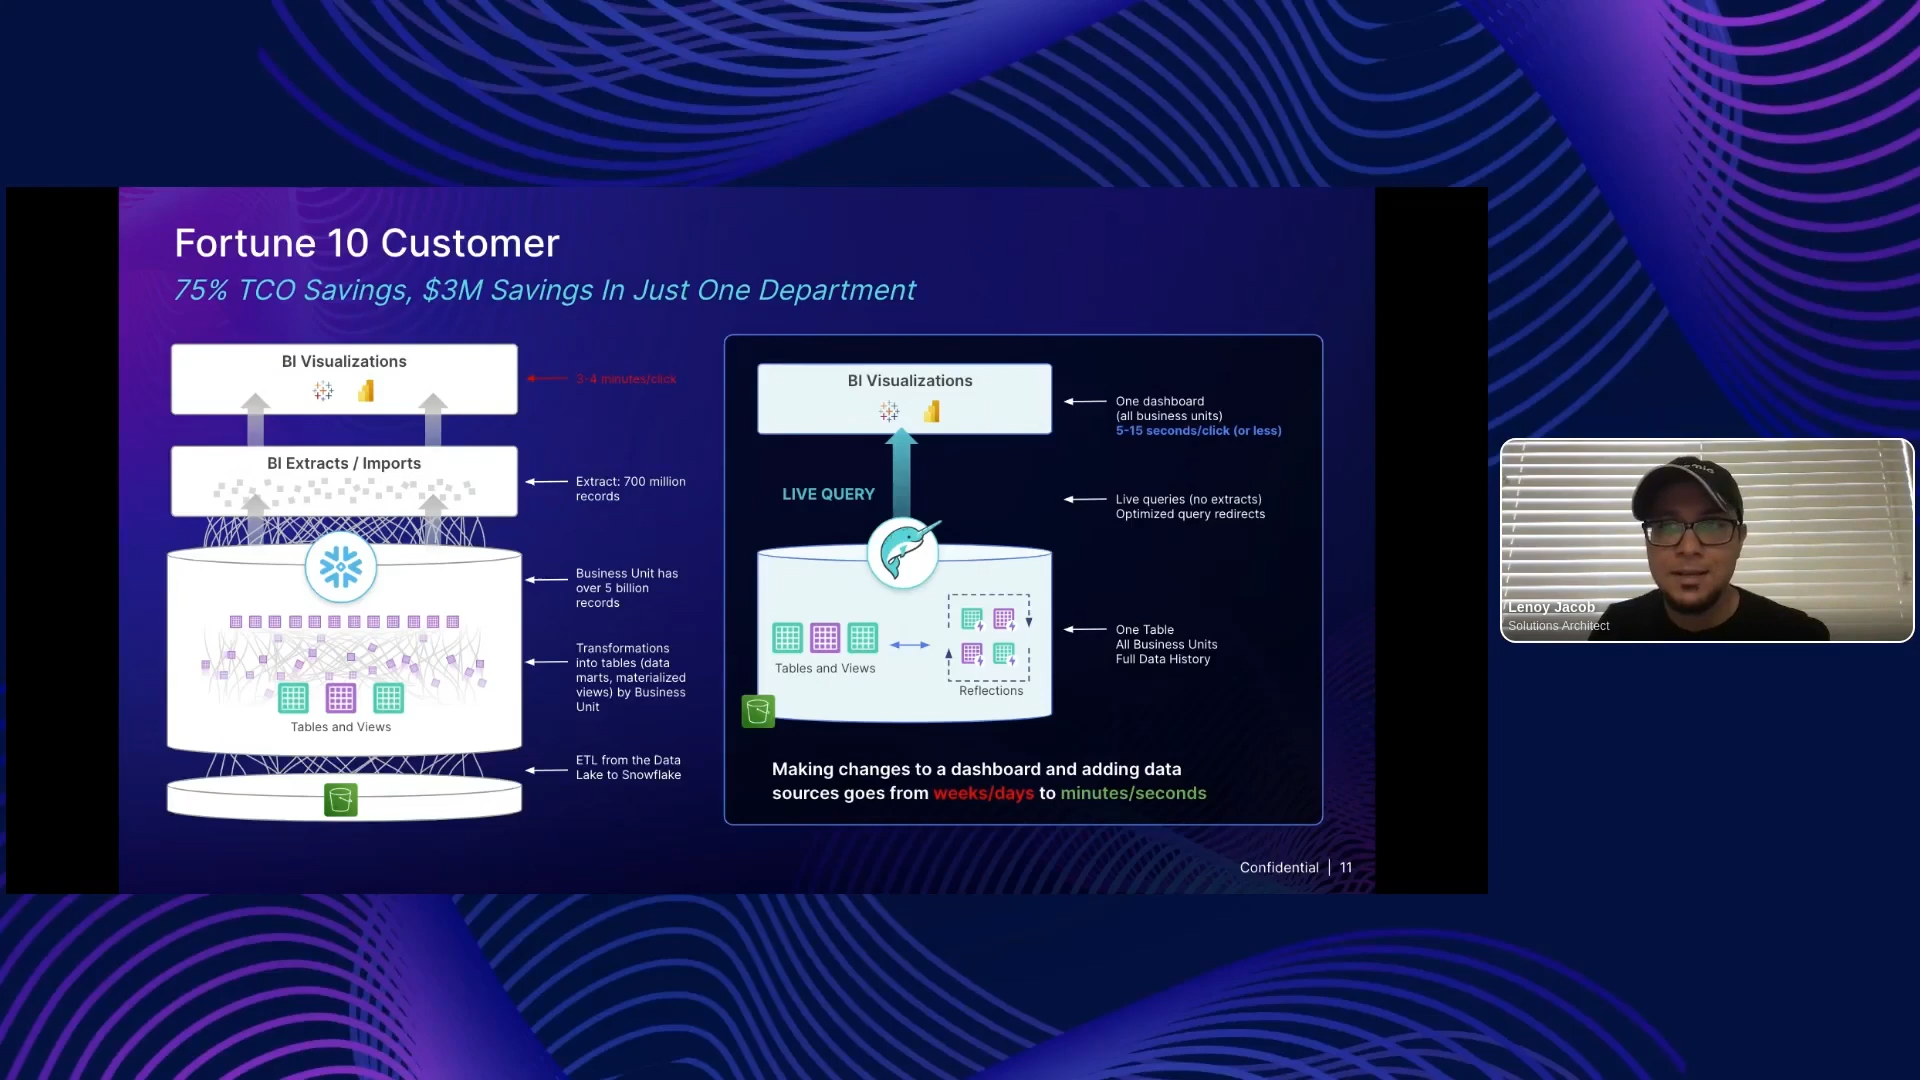 Fortune 10 Customer
75% TCO Savings, $3M Savings In Just One Department
BI Visualizations
3-4 minutes/click
BI Extracts / Imports
Extract: 700 million
records
Business Unit has
over 5 billion
records
Transformations
into tables (data
marts, materialized
views) by Business
Unit
Tables and Views
ETL from the Data
Lake to Snowflake
BI Visualizations
One dashboard
(all business units)
5-15 seconds/click (or less)
LIVE QUERY
Live queries (no extracts)
Optimized query redirects
One Table
All Business Units
Full Data History
Tables and Views
Reflections
Making changes to a dashboard and adding data
sources goes from weeks/days to minutes/seconds
Confidential | 11
Lenoy Jacob
Solutions Architect